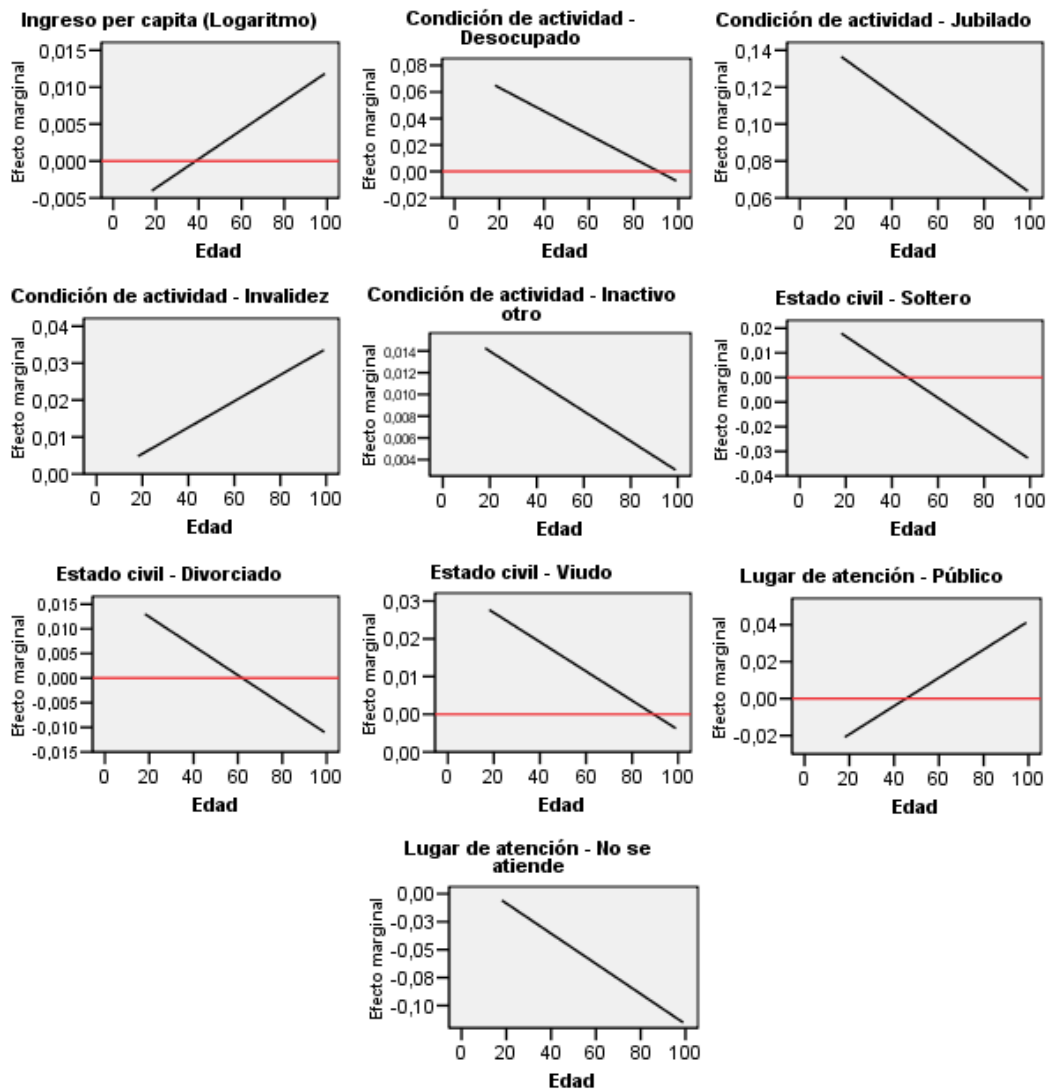 Ingreso per capita (Logaritmo)
Efecto marginal
0,015
0,010
0,005
0,000
-0,005
0 20 40 60 80 100
Edad
Condición de actividad -
Desocupado
Efecto marginal
0,08
0,06
0,04
0,02
0,00
-0,02
0 20 40 60 80 100
Edad
Condición de actividad - Jubilado
Efecto marginal
0,14
0,12
0,10
0,08
0,06
0 20 40 60 80 100
Edad
Condición de actividad - Invalidez
Efecto marginal
0,04
0,03
0,02
0,01
0,00
0 20 40 60 80 100
Edad
Condición de actividad - Inactivo
otro
Efecto marginal
0,014
0,012
0,010
0,008
0,006
0,004
0 20 40 60 80 100
Edad
Estado civil - Soltero
Efecto marginal
0,02
0,01
0,00
0,00
-0,02
-0,03
-0,04
0 20 40 60 80 100
Edad
Estado civil - Divorciado
Efecto marginal
0,015
0,010
0,005
0,000
-0,005
-0,010
-0,015
0 20 40 60 80 100
Edad
Estado civil - Viudo
Efecto marginal
0,03
0,02
0,01
0,00
0,00
0 20 40 60 80 100
Edad
Lugar de atención - Público
Efecto marginal
0,04
0,02
0,00
-0,02
0 20 40 60 80 100
Edad
Lugar de atención - No se
atiende
Efecto marginal
0,00
-0,03
-0,05
-0,08
-0,10
0 20 40 60 80 100
Edad